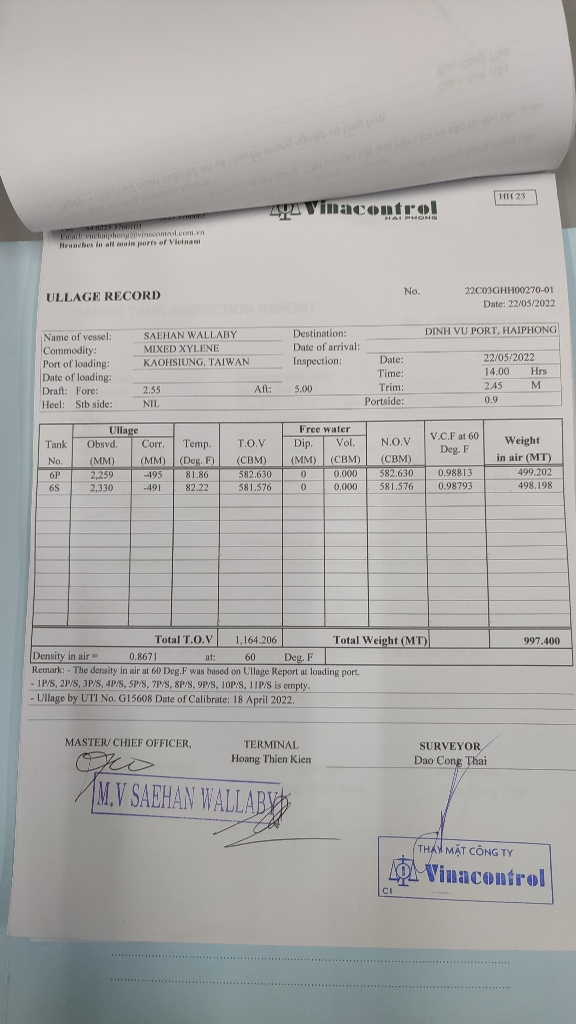 Vinacontrol
HAI PHONG
HH 23
Email: vnchaiphong@vinacontrol.com.vn
Branches in all main ports of Vietnam
ULLAGE RECORD
No. 22C03GHH00270-01
Date: 22/05/2022
Name of vessel: SAEHAN WALLABY Destination: DINH VU PORT, HAIPHONG
Commodity: MIXED XYLENE Date of arrival:
Port of loading: KAOHSIUNG, TAIWAN Inspection: Date: 22/05/2022
Date of loading: Time: 14.00 Hrs
Draft: Fore: 2.55 Aft: 5.00 Trim: 2.45 M
Heel: Stb side: NIL Portside: 0.9
Ullage Free water
Tank Obsvd. Corr. Temp. T.O.V Dip. Vol. N.O.V V.C.F at 60 Deg. F Weight
No. (MM) (MM) (Deg. F) (CBM) (MM) (CBM) (CBM) in air (MT)
6P 2,259 -495 81.86 582.630 0 0.000 582.630 0.98813 499.202
6S 2,330 -491 82.22 581.576 0 0.000 581.576 0.98793 498.198
Total T.O.V 1,164.206 Total Weight (MT) 997.400
Density in air = 0.8671 at: 60 Deg. F
Remark: - The density in air at 60 Deg.F was based on Ullage Report at loading port.
- 1P/S, 2P/S, 3P/S, 4P/S, 5P/S, 7P/S, 8P/S, 9P/S, 10P/S, 11P/S is empty.
- Ullage by UTI No. G15608 Date of Calibrate: 18 April 2022.
MASTER/ CHIEF OFFICER, TERMINAL SURVEYOR
Hoang Thien Kien Dao Cong Thai
M.V SAEHAN WALLABY
THAY MẶT CÔNG TY
Vinacontrol
CI